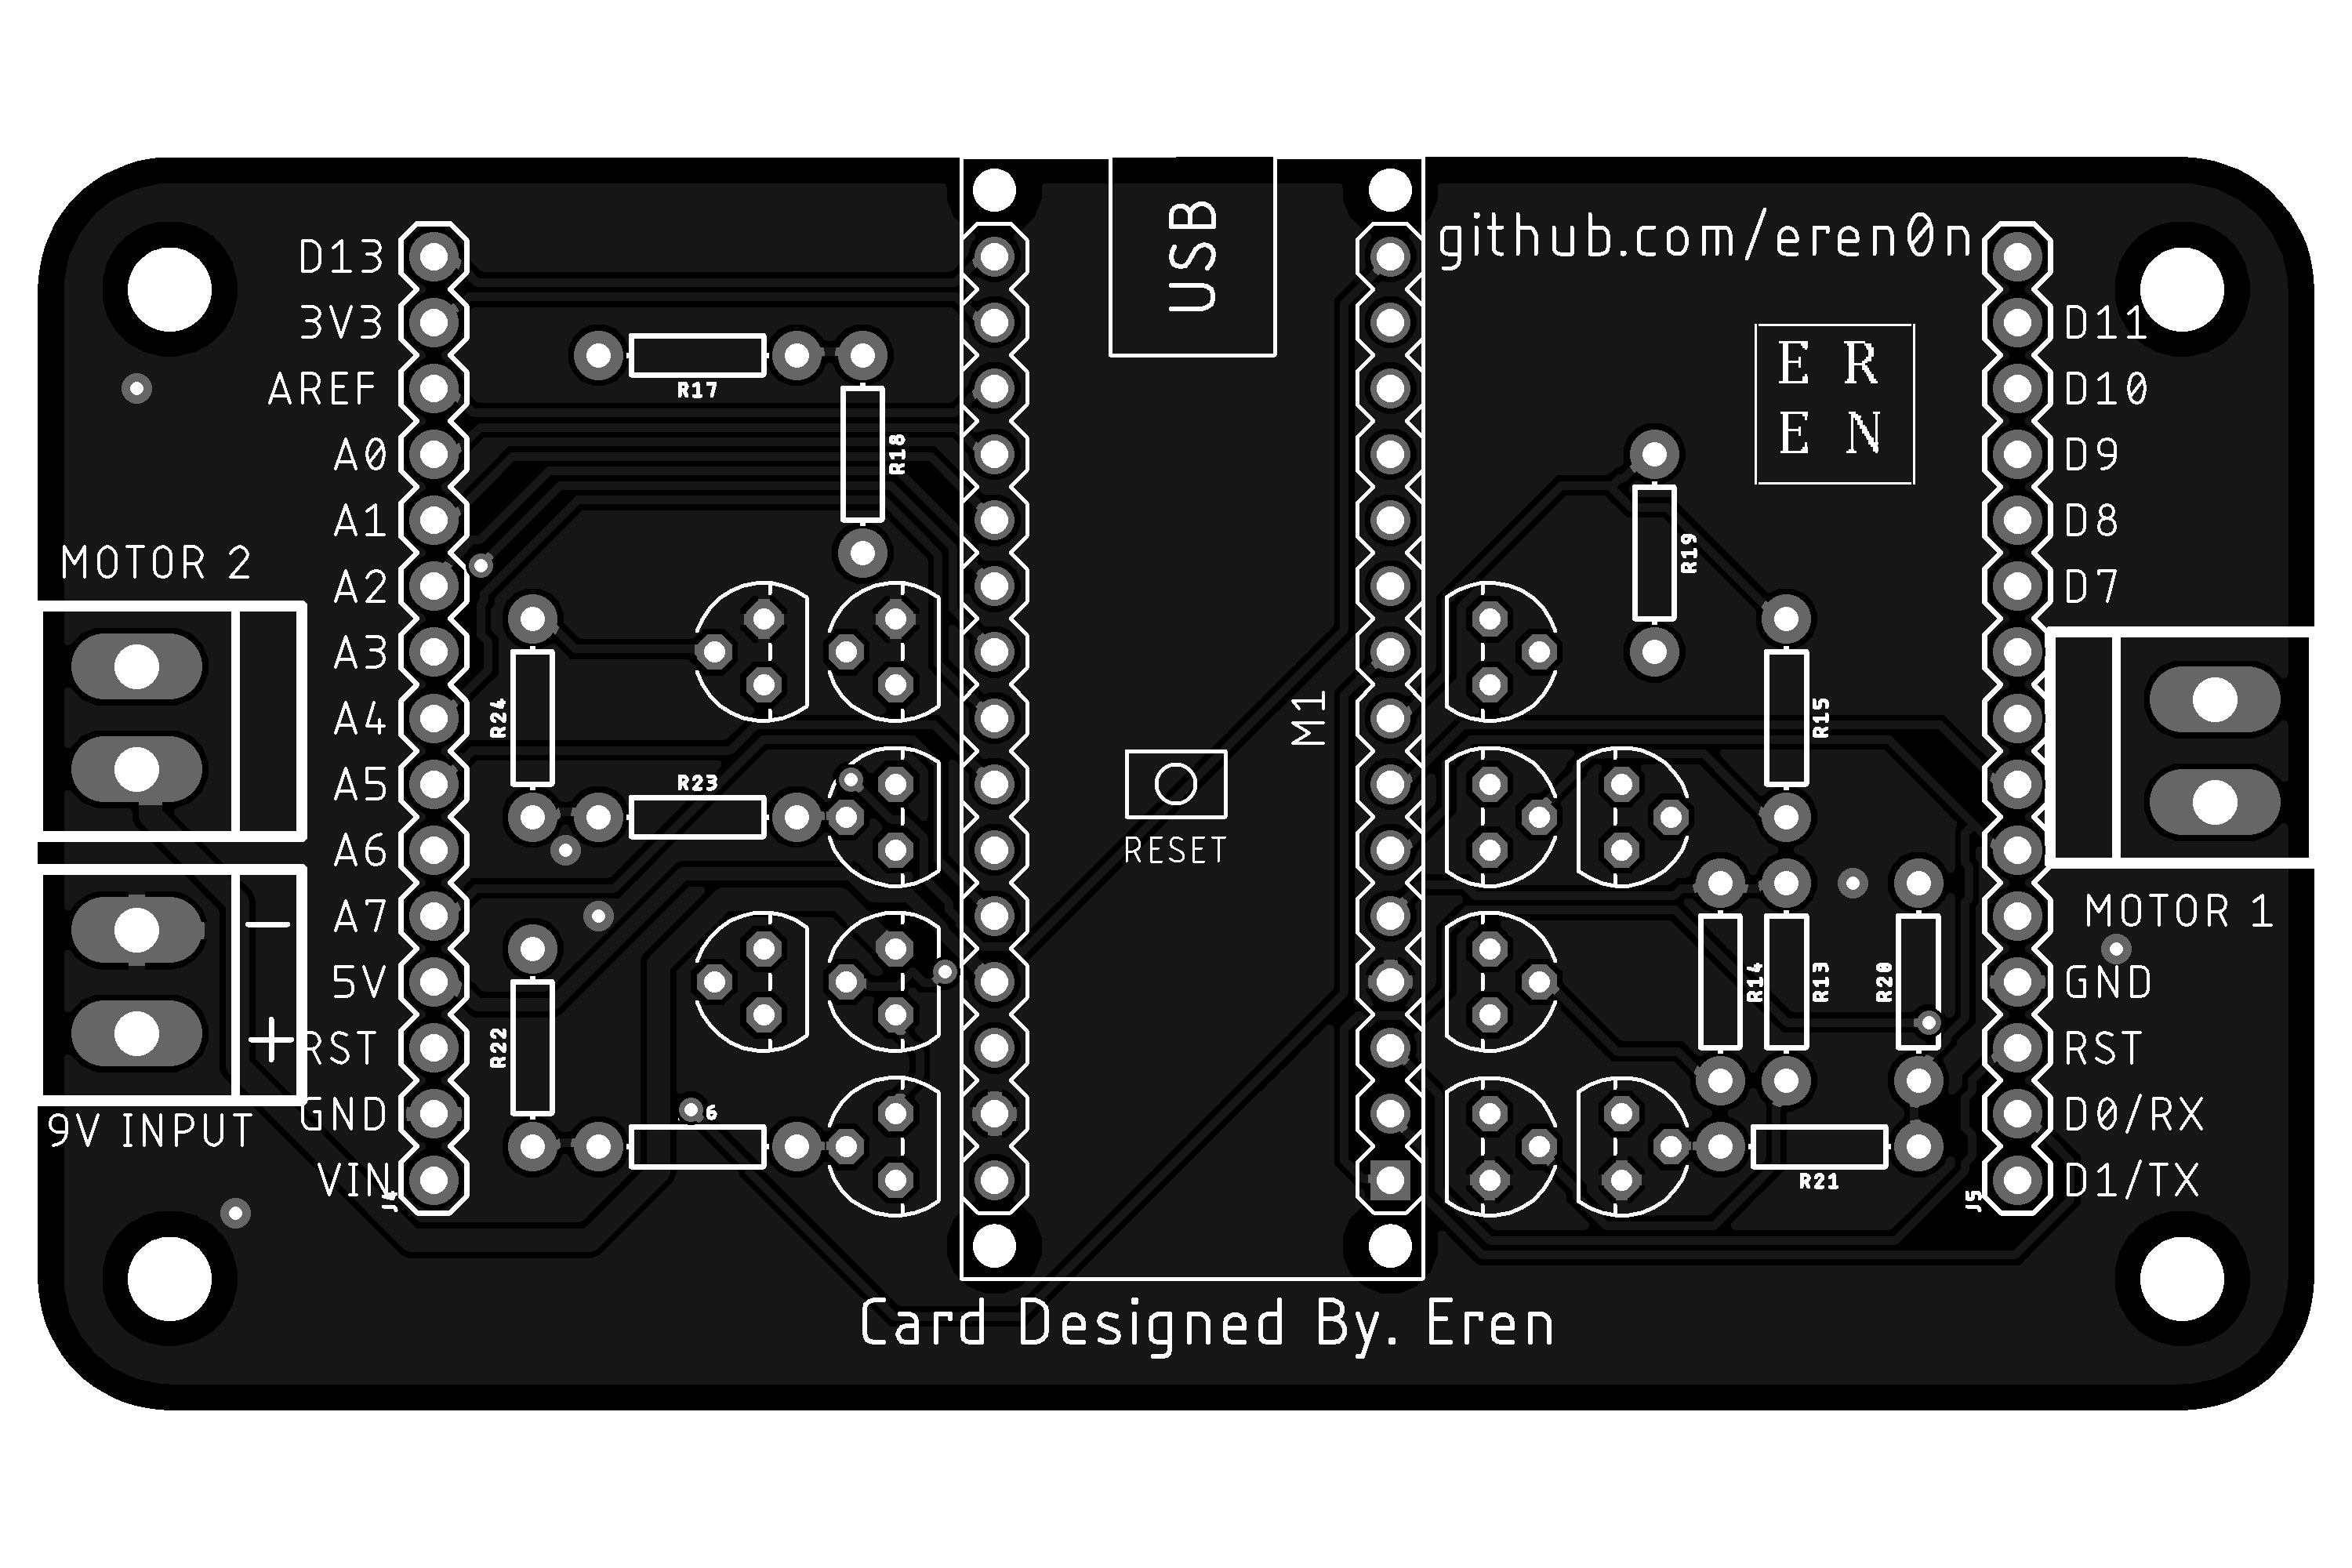 USB
github.com/eren0n
D13
3V3
AREF
A0
A1
A2
A3
A4
A5
A6
A7
5V
RST
GND
VIN
J4
MOTOR 2
-
+
9V INPUT
R17
R18
R24
R23
R22
6
M1
RESET
E R
E N
R19
R15
R14
R13
R20
R21
D11
D10
D9
D8
D7
MOTOR 1
GND
RST
D0/RX
D1/TX
J5
Card Designed By. Eren